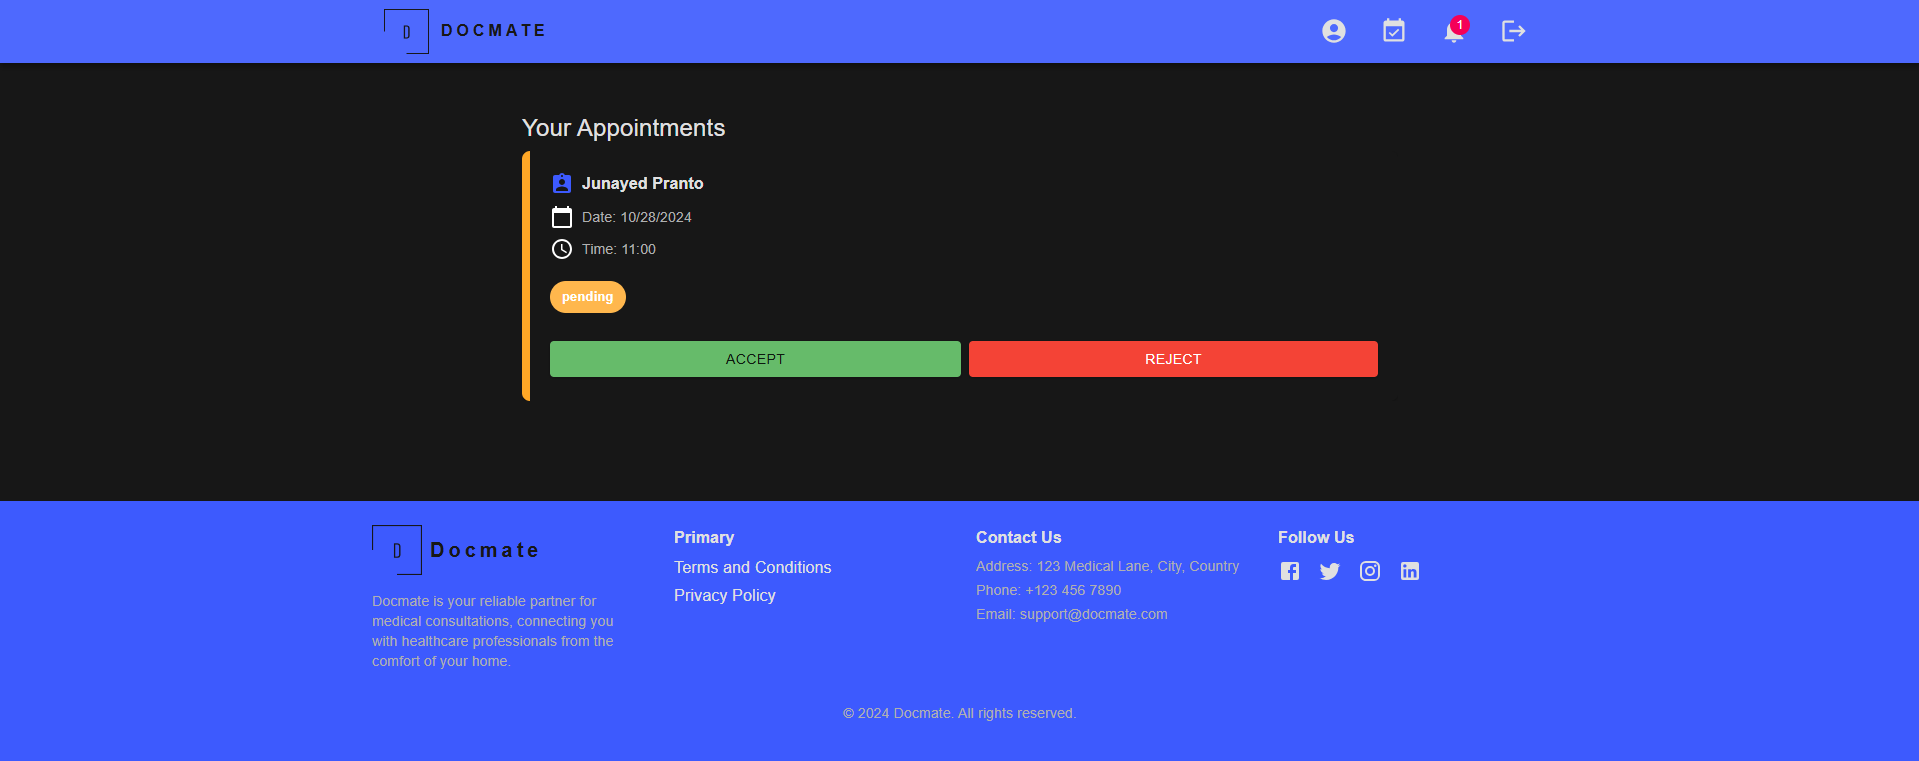 D DOCMATE
1
Your Appointments
Junayed Pranto
Date: 10/28/2024
Time: 11:00
pending
ACCEPT REJECT
D Docmate
Docmate is your reliable partner for
medical consultations, connecting you
with healthcare professionals from the
comfort of your home.
Primary
Terms and Conditions
Privacy Policy
Contact Us
Address: 123 Medical Lane, City, Country
Phone: +123 456 7890
Email: support@docmate.com
Follow Us
© 2024 Docmate. All rights reserved.